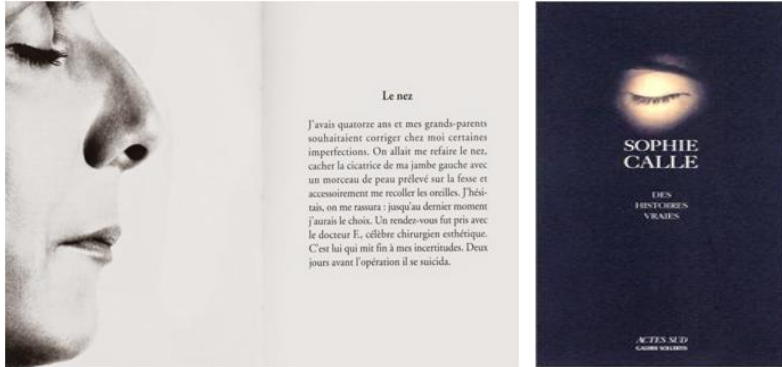 Le nez
J'avais quatorze ans et mes grands-parents
souhaitaient corriger chez moi certaines
imperfections. On allait me refaire le nez,
cacher la cicatrice de ma jambe gauche avec
un morceau de peau prélevé sur la fesse et
accessoirement me recoller les oreilles. J'hési-
tais, on me rassura : jusqu'au dernier moment
j'aurais le choix. Un rendez-vous fut pris avec
le docteur F., célèbre chirurgien esthétique.
C'est lui qui mit fin à mes incertitudes. Deux
jours avant l'opération il se suicida.
SOPHIE
CALLE
DES
HISTOIRES
VRAIES
ACTES SUD
GALERIE SOLLERTIS